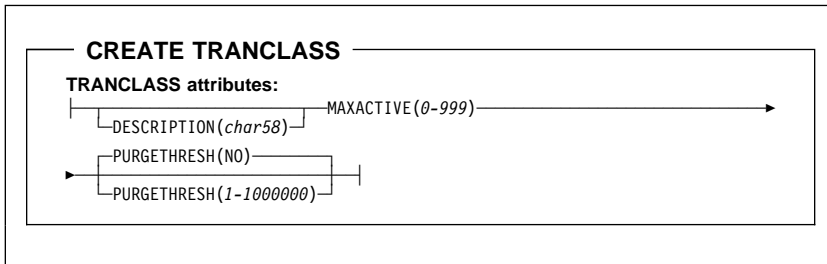 CREATE TRANCLASS
TRANCLASS attributes:
MAXACTIVE(0-999)
DESCRIPTION(char58)
PURGETHRESH(NO)
PURGETHRESH(1-1000000)